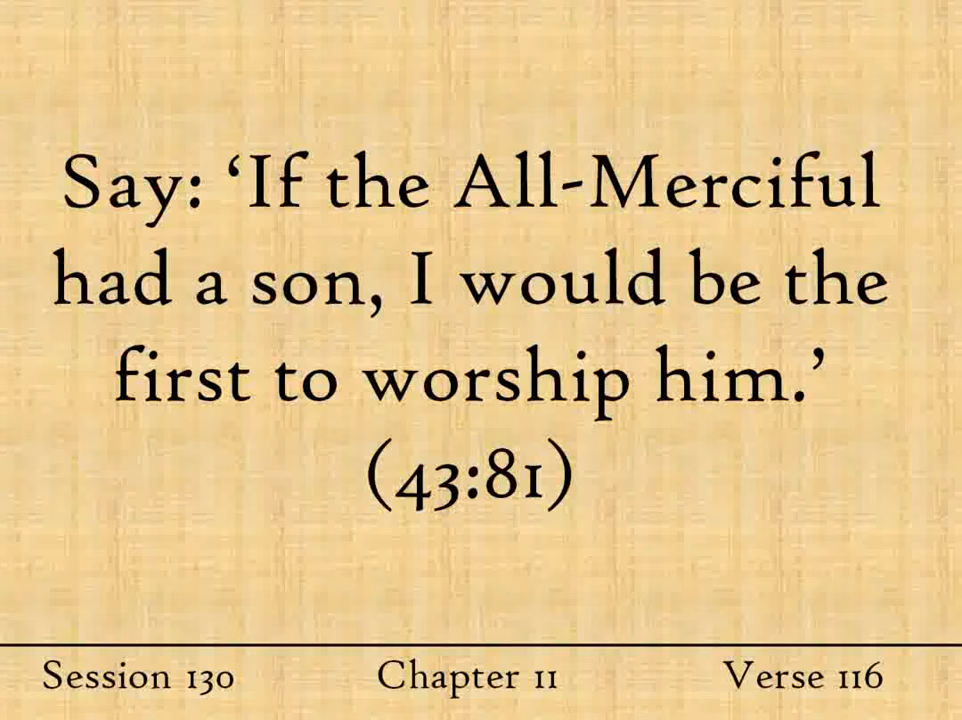 Say: ‘If the All-Merciful
had a son, I would be the
first to worship him.’
(43:81)
Session 130 Chapter 11 Verse 116